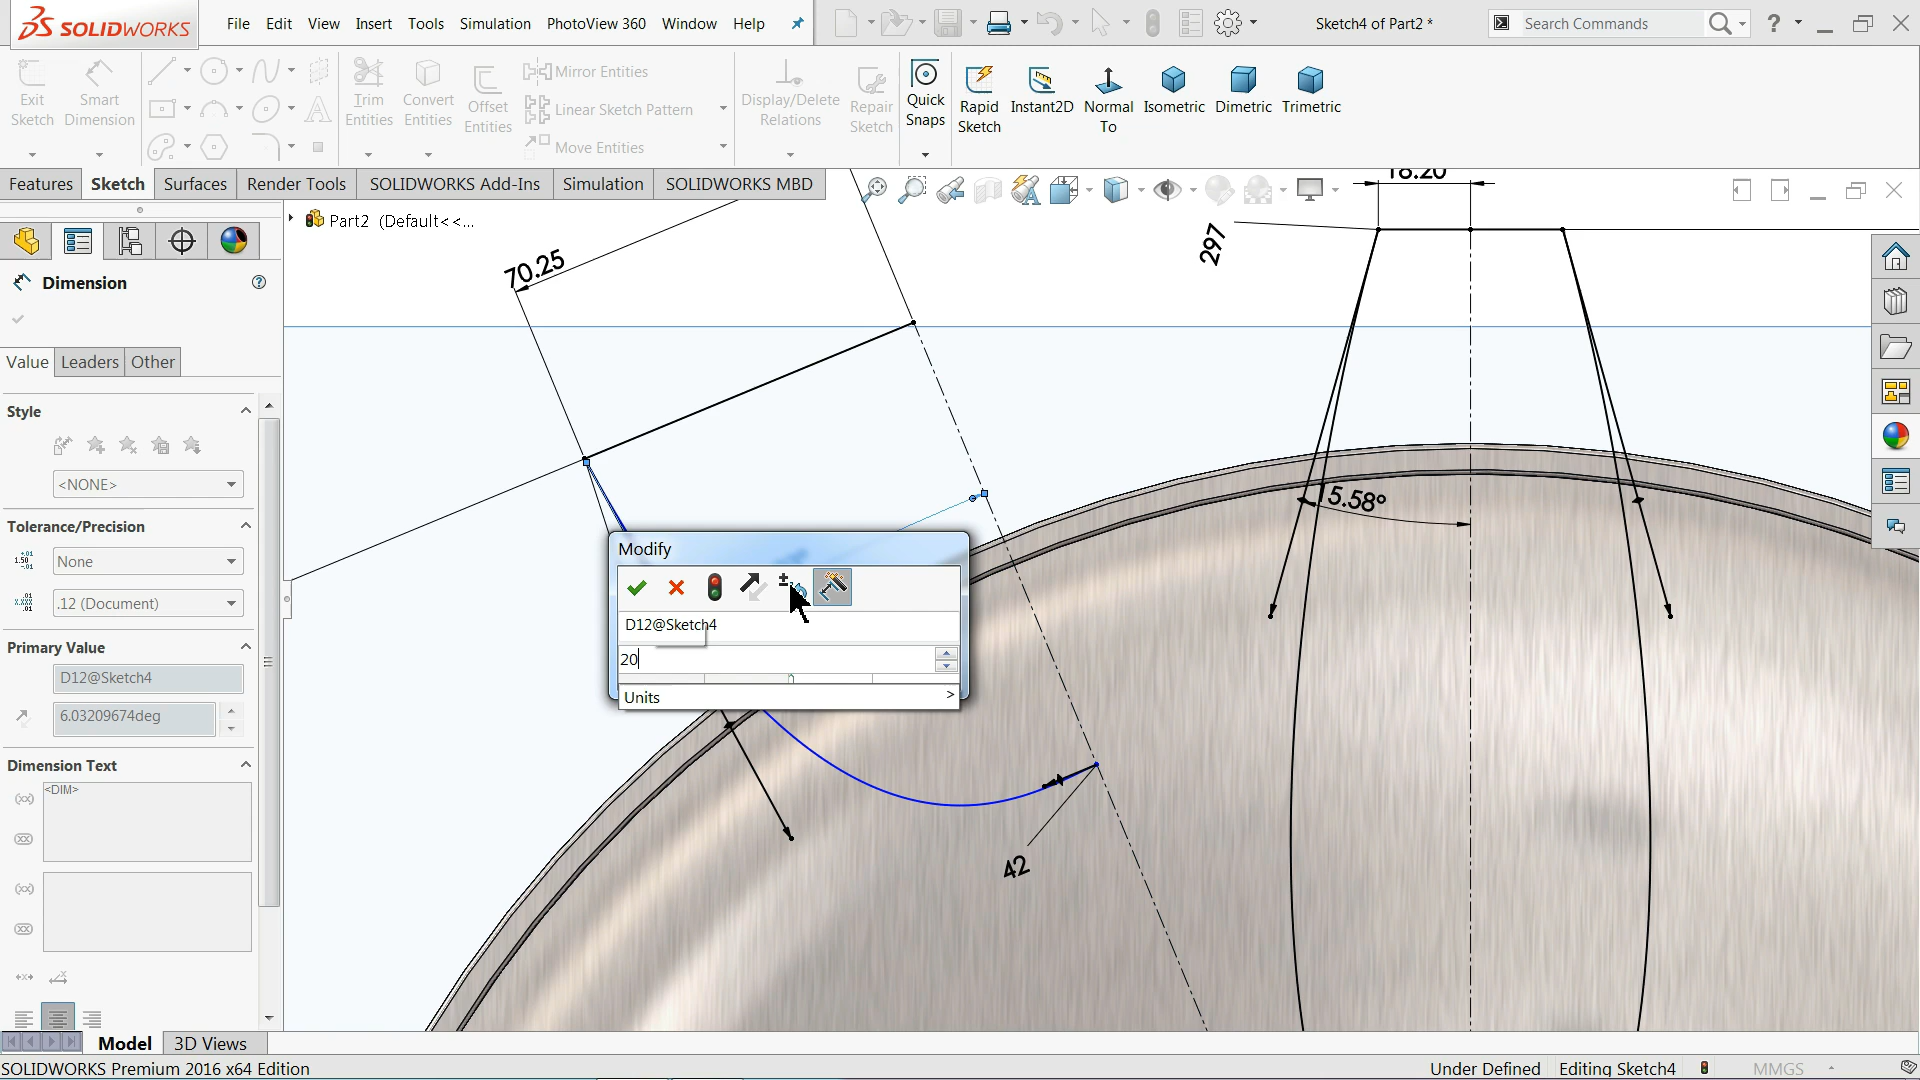 SOLIDWORKS
File Edit View Insert Tools Simulation PhotoView 360 Window Help
Sketch4 of Part2 *
Search Commands
Exit Sketch
Smart Dimension
Trim Entities
Convert Entities
Offset Entities
Mirror Entities
Linear Sketch Pattern
Move Entities
Display/Delete Relations
Repair Sketch
Quick Snaps
Rapid Sketch
Instant2D
Normal To
Isometric
Dimetric
Trimetric
Features Sketch Surfaces Render Tools SOLIDWORKS Add-Ins Simulation SOLIDWORKS MBD
Part2 (Default<<...
Dimension
Value Leaders Other
Style
<NONE>
Tolerance/Precision
None
.12 (Document)
Primary Value
D12@Sketch4
6.03209674deg
Dimension Text
<DIM>
70.25
297
18.20
15.58°
42
Modify
D12@Sketch4
20
Units >
Model 3D Views
SOLIDWORKS Premium 2016 x64 Edition
Under Defined Editing Sketch4 MMGS